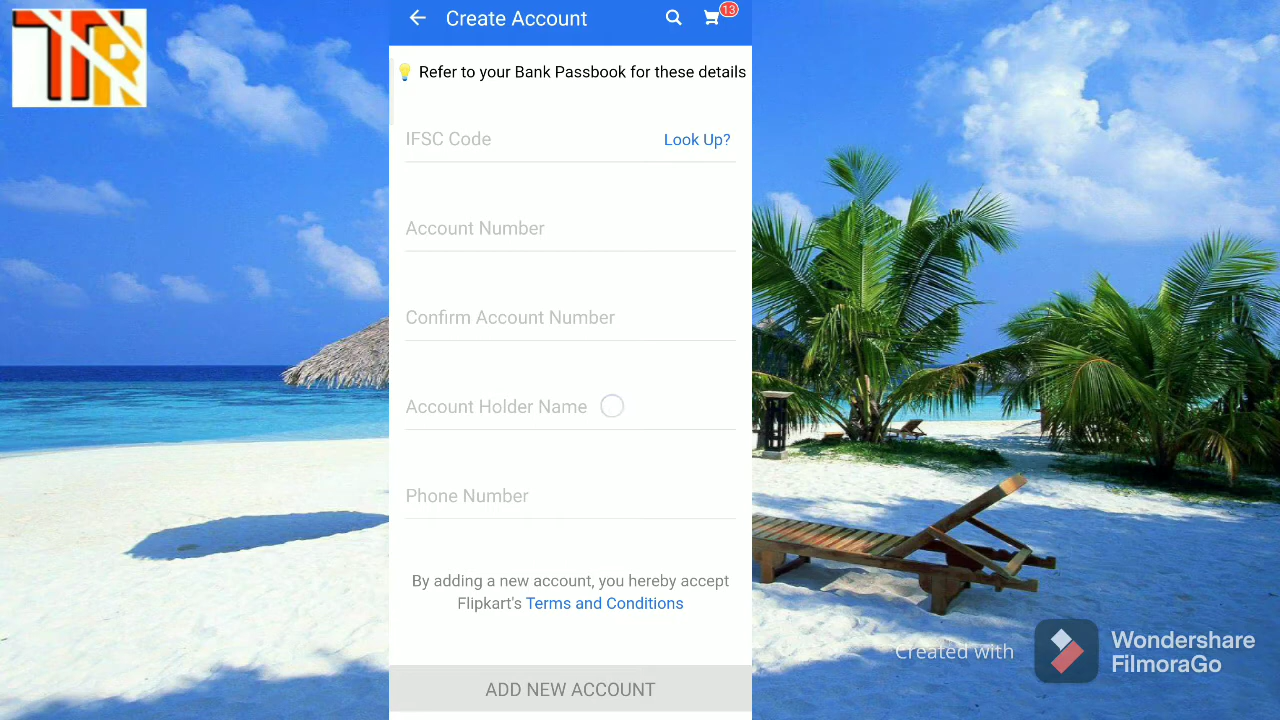 TTR
Create Account
13
Refer to your Bank Passbook for these details
IFSC Code
Look Up?
Account Number
Confirm Account Number
Account Holder Name
Phone Number
By adding a new account, you hereby accept
Flipkart's Terms and Conditions
ADD NEW ACCOUNT
Created with
Wondershare
FilmoraGo